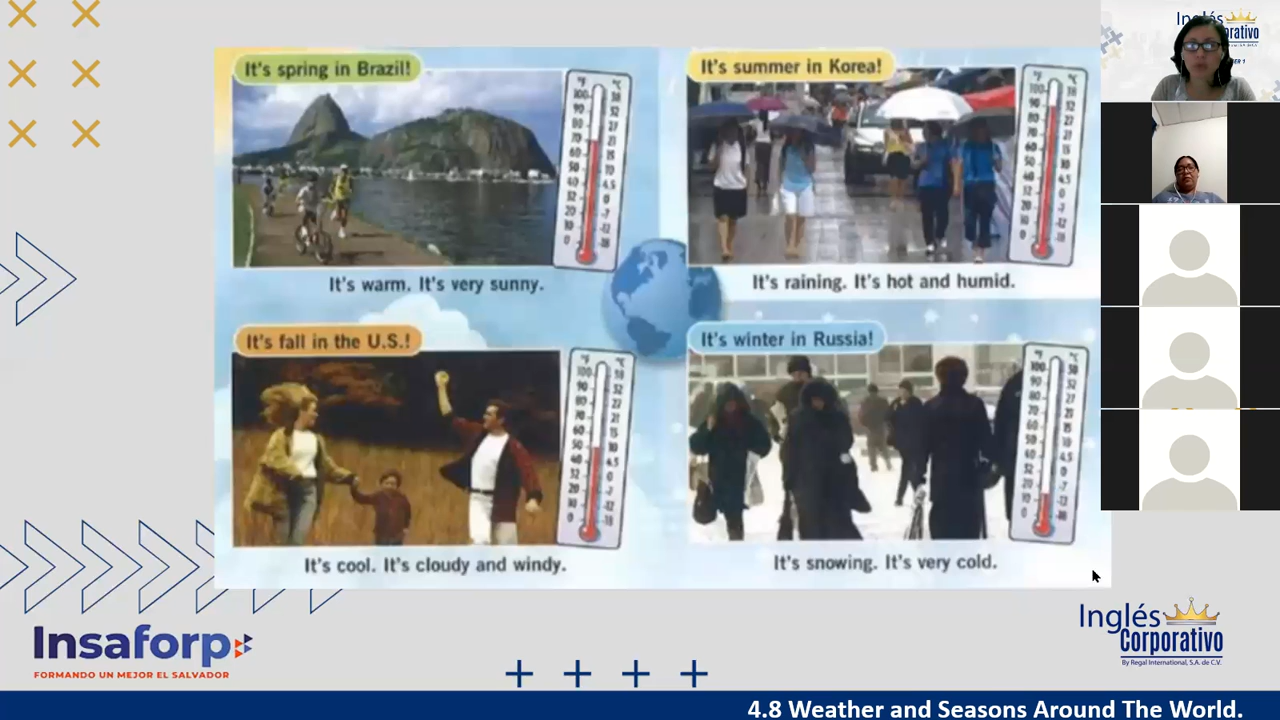 It's spring in Brazil!
It's warm. It's very sunny.
It's summer in Korea!
It's raining. It's hot and humid.
It's fall in the U.S.!
It's cool. It's cloudy and windy.
It's winter in Russia!
It's snowing. It's very cold.
Insaforp
FORMANDO UN MEJOR EL SALVADOR
Inglés
Corporativo
By Regal International, S.A. de C.V.
4.8 Weather and Seasons Around The World.